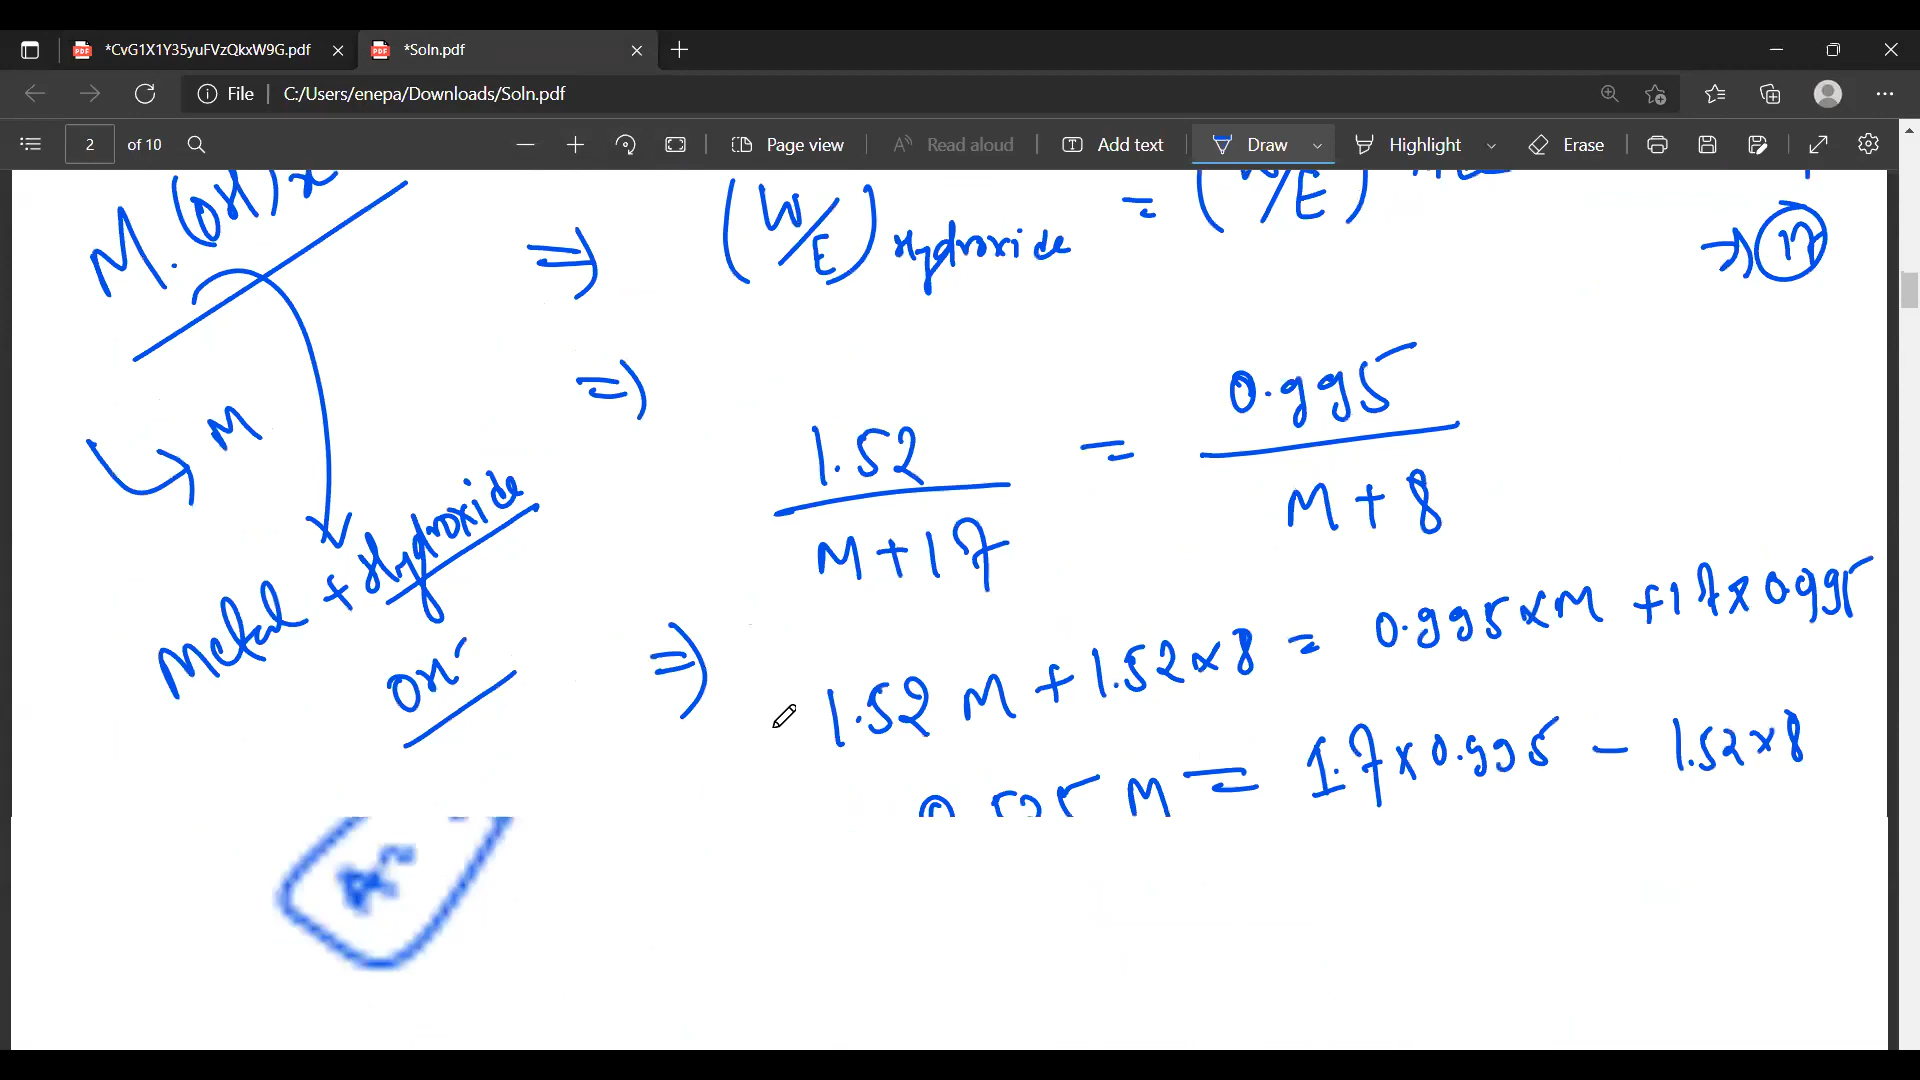 *CvG1X1Y35yuFVzQkxW9G.pdf
*Soln.pdf
File
C:/Users/enepa/Downloads/Soln.pdf
2 of 10
Page view
Read aloud
Add text
Draw
Highlight
Erase
M.(OH)x
⇒ (W/E) Hydroxide = (W/E)
⇒ 17
M
⇒ 1.52 / M+17 = 0.995 / M+8
Metal + Hydroxide
OH⁻
⇒ 1.52 M + 1.52×8 = 0.995×M + 17×0.995
0.525 M = 17×0.995 − 1.52×8